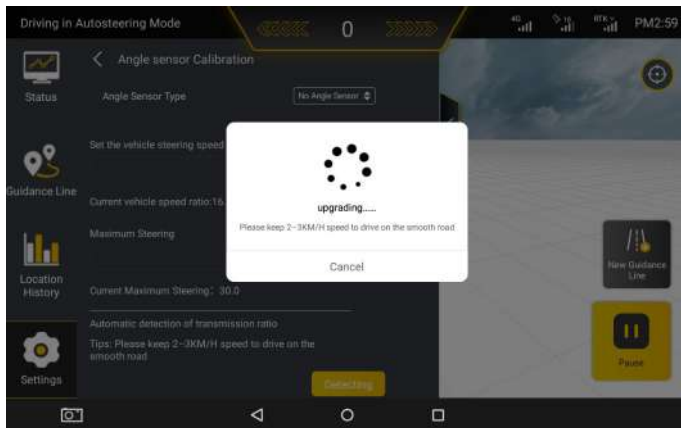 Driving in Autosteering Mode
0
4G
RTK
PM2:59
Angle sensor Calibration
Status
Angle Sensor Type
No Angle Sensor
Set the vehicle steering speed
Guidance Line
Current vehicle speed ratio:16.
upgrading......
Please keep 2-3KM/H speed to drive on the smooth road
Cancel
Maximum Steering
New Guidance
Line
Location
History
Current Maximum Steering: 30.0
Automatic detection of transmission ratio
Tips: Please keep 2-3KM/H speed to drive on the
smooth road
Pause
Settings
Detecting